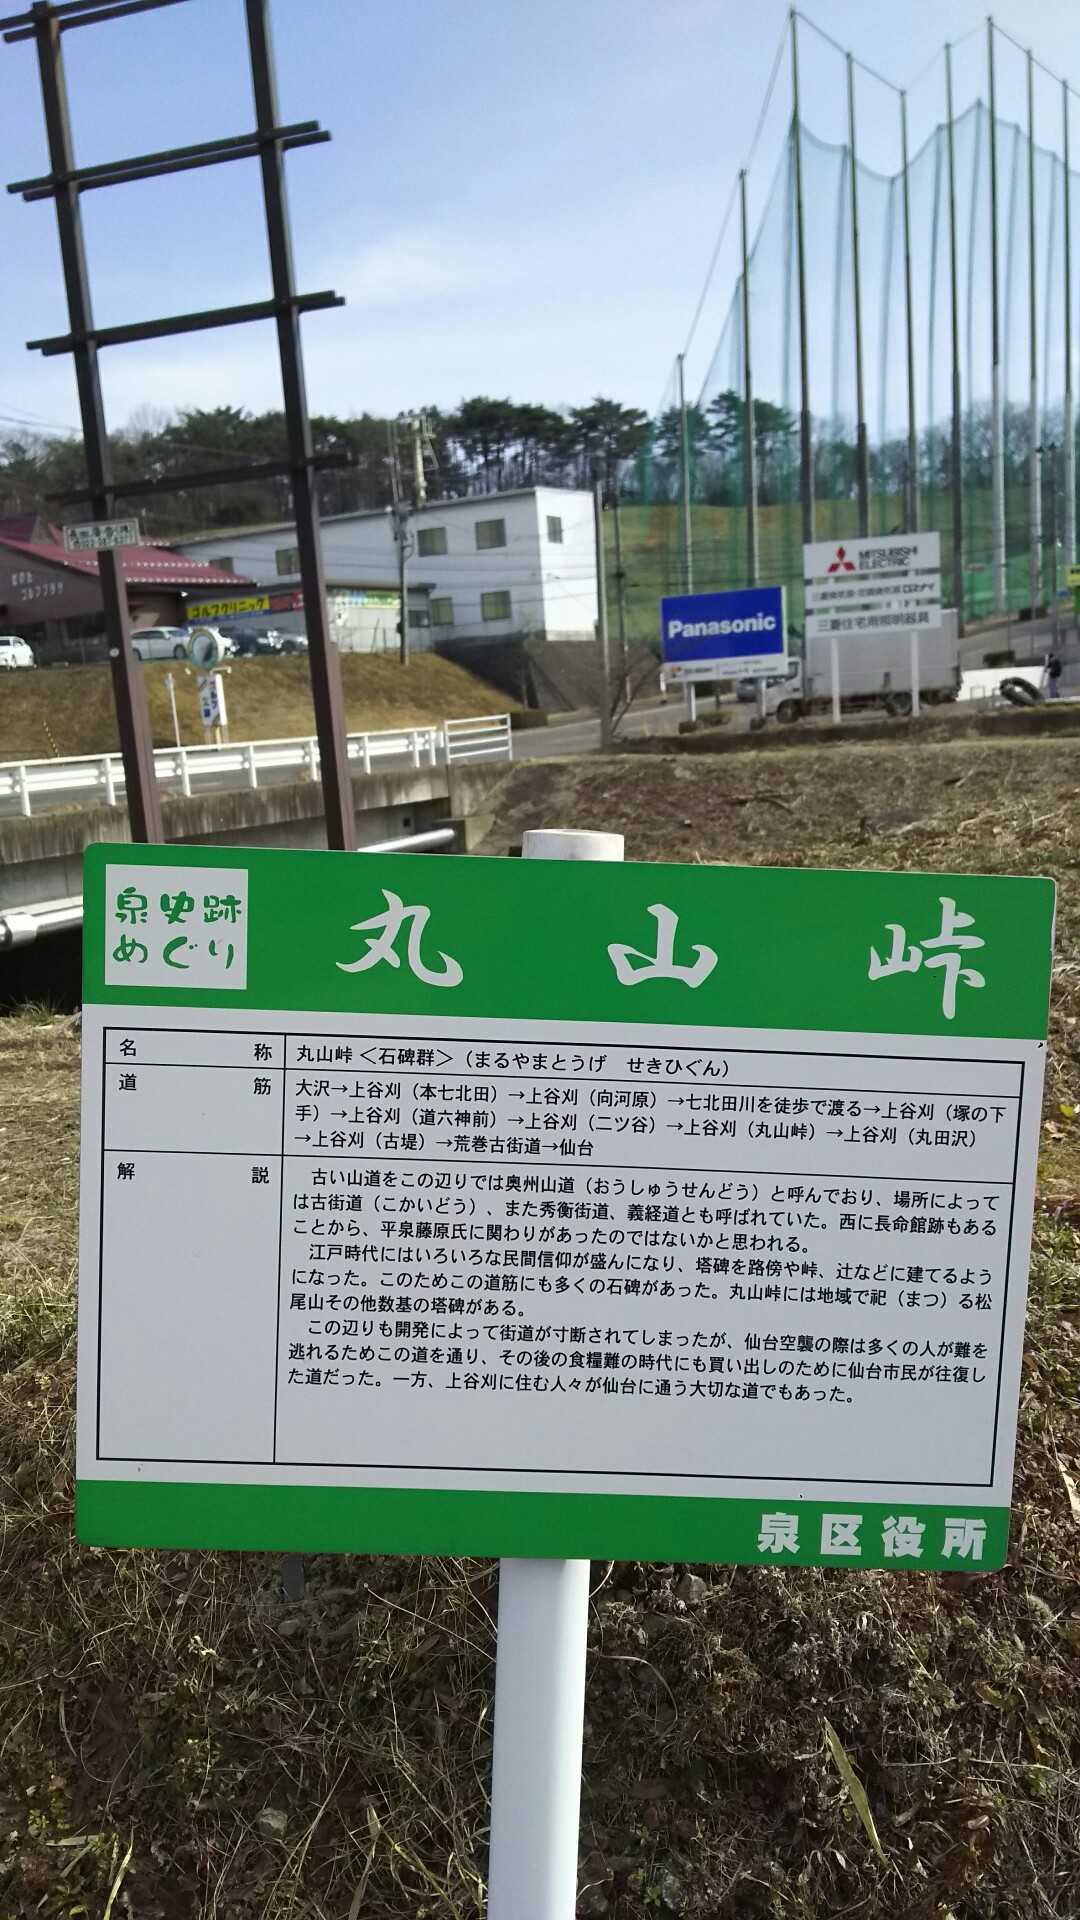 ゴルフプラザ
ゴルフクリニック
Panasonic
MITSUBISHI
ELECTRIC
三菱住宅用照明器具
泉史跡
めぐり
丸山峠
名称
丸山峠＜石碑群＞（まるやまとうげ　せきひぐん）
道筋
大沢→上谷刈（本七北田）→上谷刈（向河原）→七北田川を徒歩で渡る→上谷刈（塚の下
手）→上谷刈（道六神前）→上谷刈（二ツ谷）→上谷刈（丸山峠）→上谷刈（丸田沢）
→上谷刈（古堤）→荒巻古街道→仙台
解説
古い山道をこの辺りでは奥州山道（おうしゅうせんどう）と呼んでおり、場所によって
は古街道（こかいどう）、また秀衡街道、義経道とも呼ばれていた。西に長命館跡もある
ことから、平泉藤原氏に関わりがあったのではないかと思われる。
江戸時代にはいろいろな民間信仰が盛んになり、塔碑を路傍や峠、辻などに建てるよう
になった。このためこの道筋にも多くの石碑があった。丸山峠には地域で祀（まつ）る松
尾山その他数基の塔碑がある。
この辺りも開発によって街道が寸断されてしまったが、仙台空襲の際は多くの人が難を
逃れるためこの道を通り、その後の食糧難の時代にも買い出しのために仙台市民が往復し
た道だった。一方、上谷刈に住む人々が仙台に通う大切な道でもあった。
泉区役所